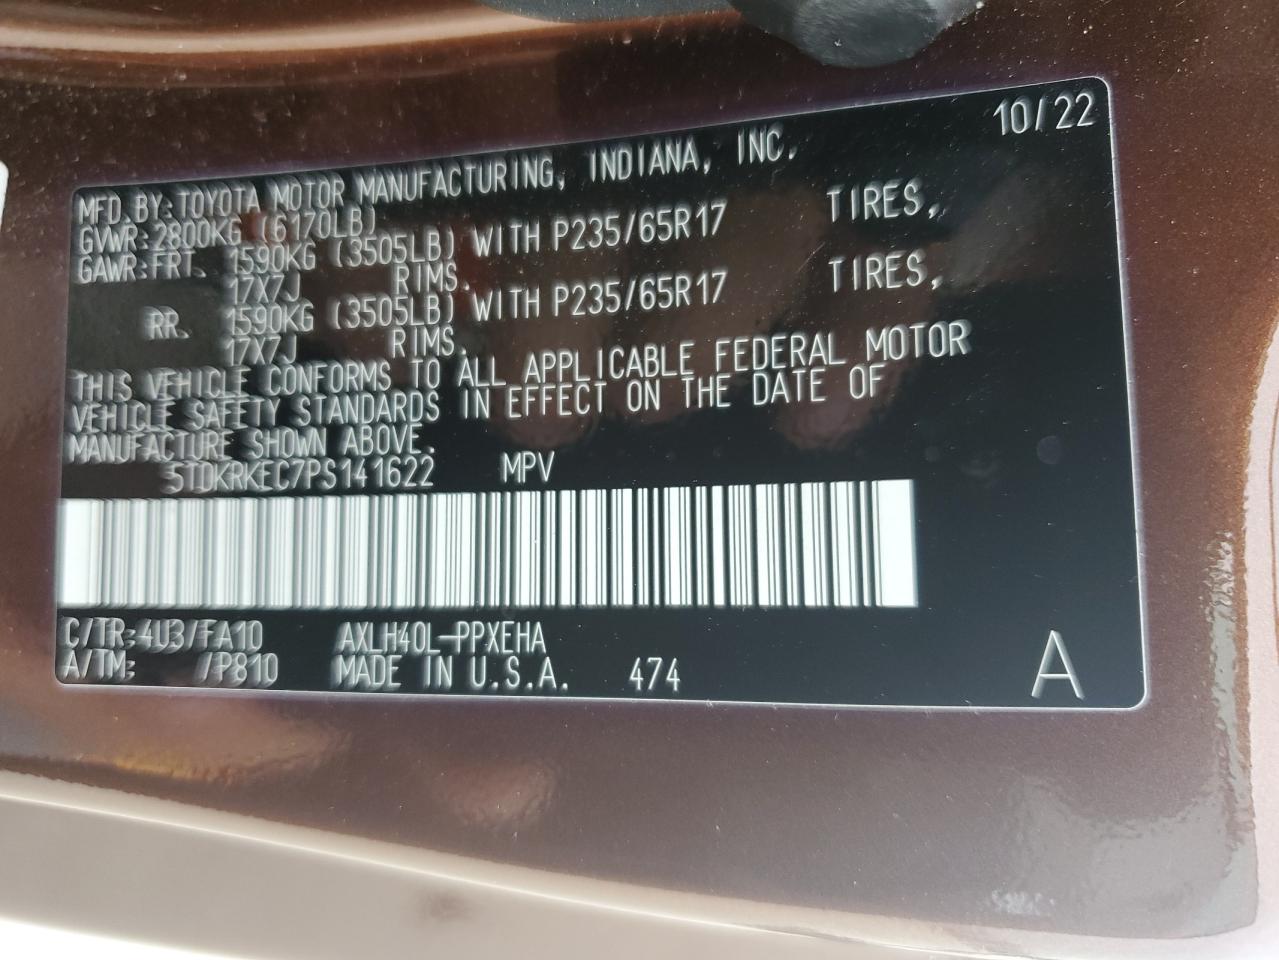 10/22
MFD.BY:TOYOTA MOTOR MANUFACTURING, INDIANA, INC.
GVWR:2800KG (6170LB)
GAWR:FRT. 1590KG (3505LB) WITH P235/65R17 TIRES,
17X7J RIMS.
RR. 1590KG (3505LB) WITH P235/65R17 TIRES,
17X7J RIMS.
THIS VEHICLE CONFORMS TO ALL APPLICABLE FEDERAL MOTOR
VEHICLE SAFETY STANDARDS IN EFFECT ON THE DATE OF
MANUFACTURE SHOWN ABOVE.
5TDKRKEC7PS141622 MPV
C/TR:4U3/FA10 AXLH40L-PPXEHA
A/TM: /P810 MADE IN U.S.A. 474 A